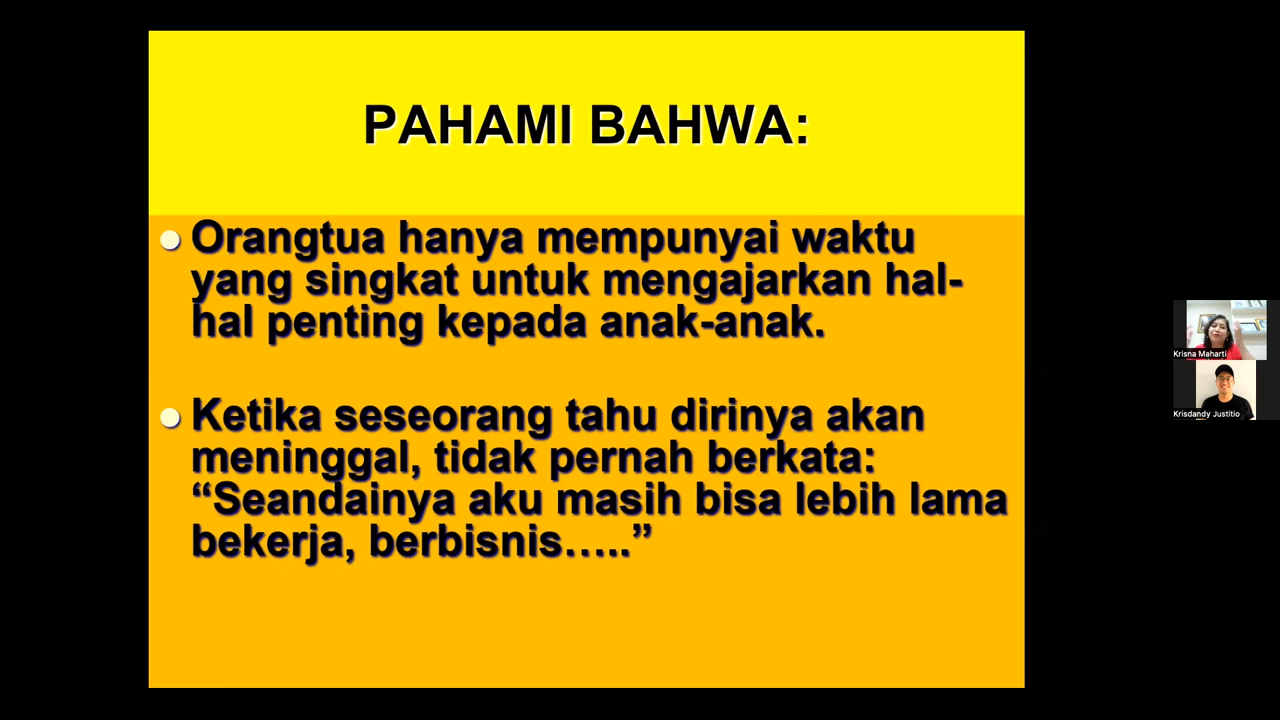 PAHAMI BAHWA:
Orangtua hanya mempunyai waktu
yang singkat untuk mengajarkan hal-
hal penting kepada anak-anak.
Ketika seseorang tahu dirinya akan
meninggal, tidak pernah berkata:
“Seandainya aku masih bisa lebih lama
bekerja, berbisnis…..”
Krisna Maharti
Krisdandy Justitio